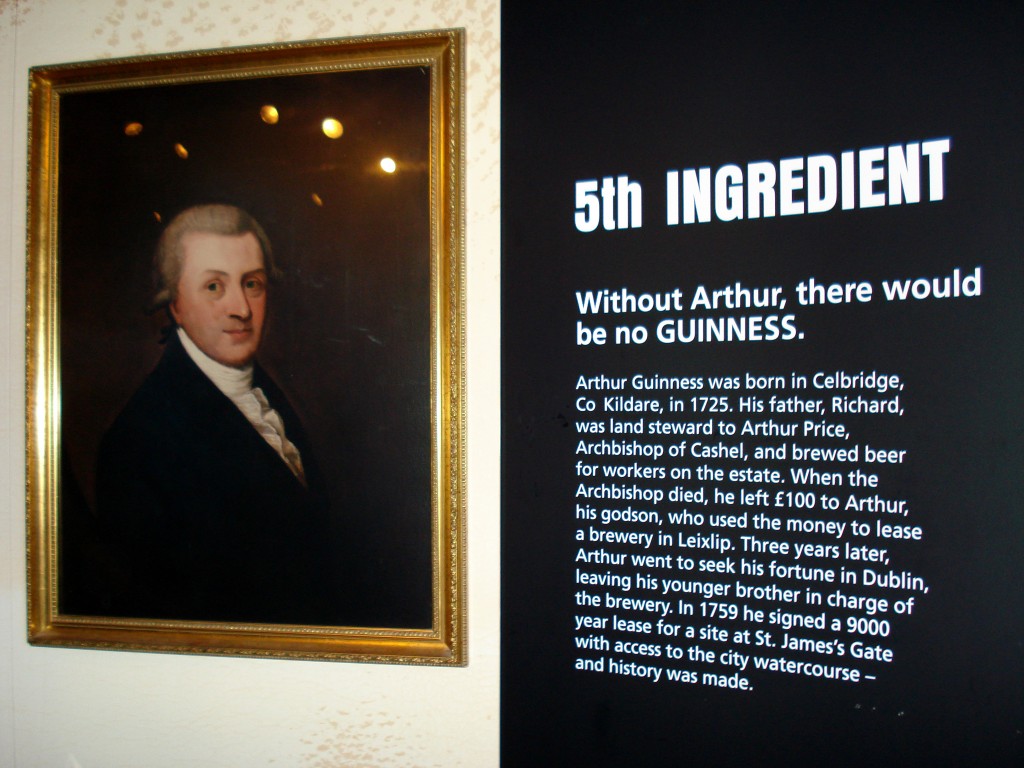 5th INGREDIENT
Without Arthur, there would
be no GUINNESS.
Arthur Guinness was born in Celbridge,
Co Kildare, in 1725. His father, Richard,
was land steward to Arthur Price,
Archbishop of Cashel, and brewed beer
for workers on the estate. When the
Archbishop died, he left £100 to Arthur,
his godson, who used the money to lease
a brewery in Leixlip. Three years later,
Arthur went to seek his fortune in Dublin,
leaving his younger brother in charge of
the brewery. In 1759 he signed a 9000
year lease for a site at St. James's Gate
with access to the city watercourse –
and history was made.